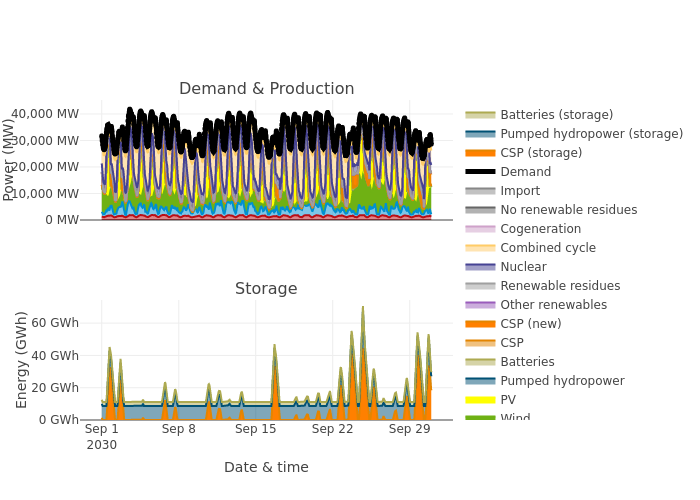 Demand & Production
Power (MW)
40,000 MW
30,000 MW
20,000 MW
10,000 MW
0 MW
Storage
Energy (GWh)
60 GWh
40 GWh
20 GWh
0 GWh
Sep 1
2030
Sep 8
Sep 15
Sep 22
Sep 29
Date & time
Batteries (storage)
Pumped hydropower (storage)
CSP (storage)
Demand
Import
No renewable residues
Cogeneration
Combined cycle
Nuclear
Renewable residues
Other renewables
CSP (new)
CSP
Batteries
Pumped hydropower
PV
Wind